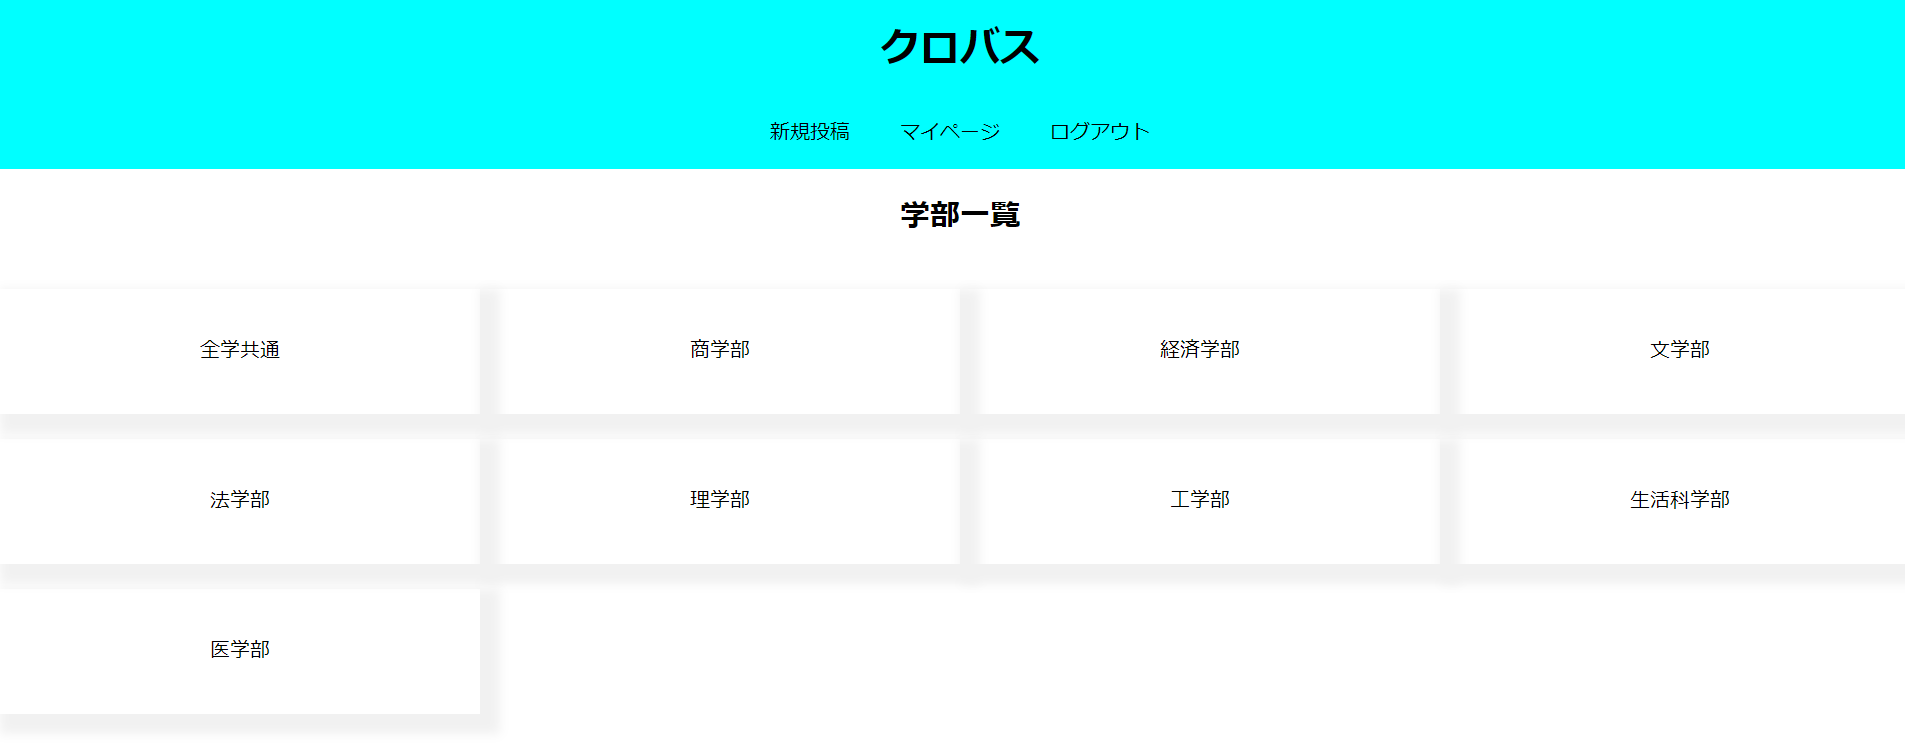 クロバス
新規投稿 マイページ ログアウト
学部一覧
全学共通 商学部 経済学部 文学部
法学部 理学部 工学部 生活科学部
医学部